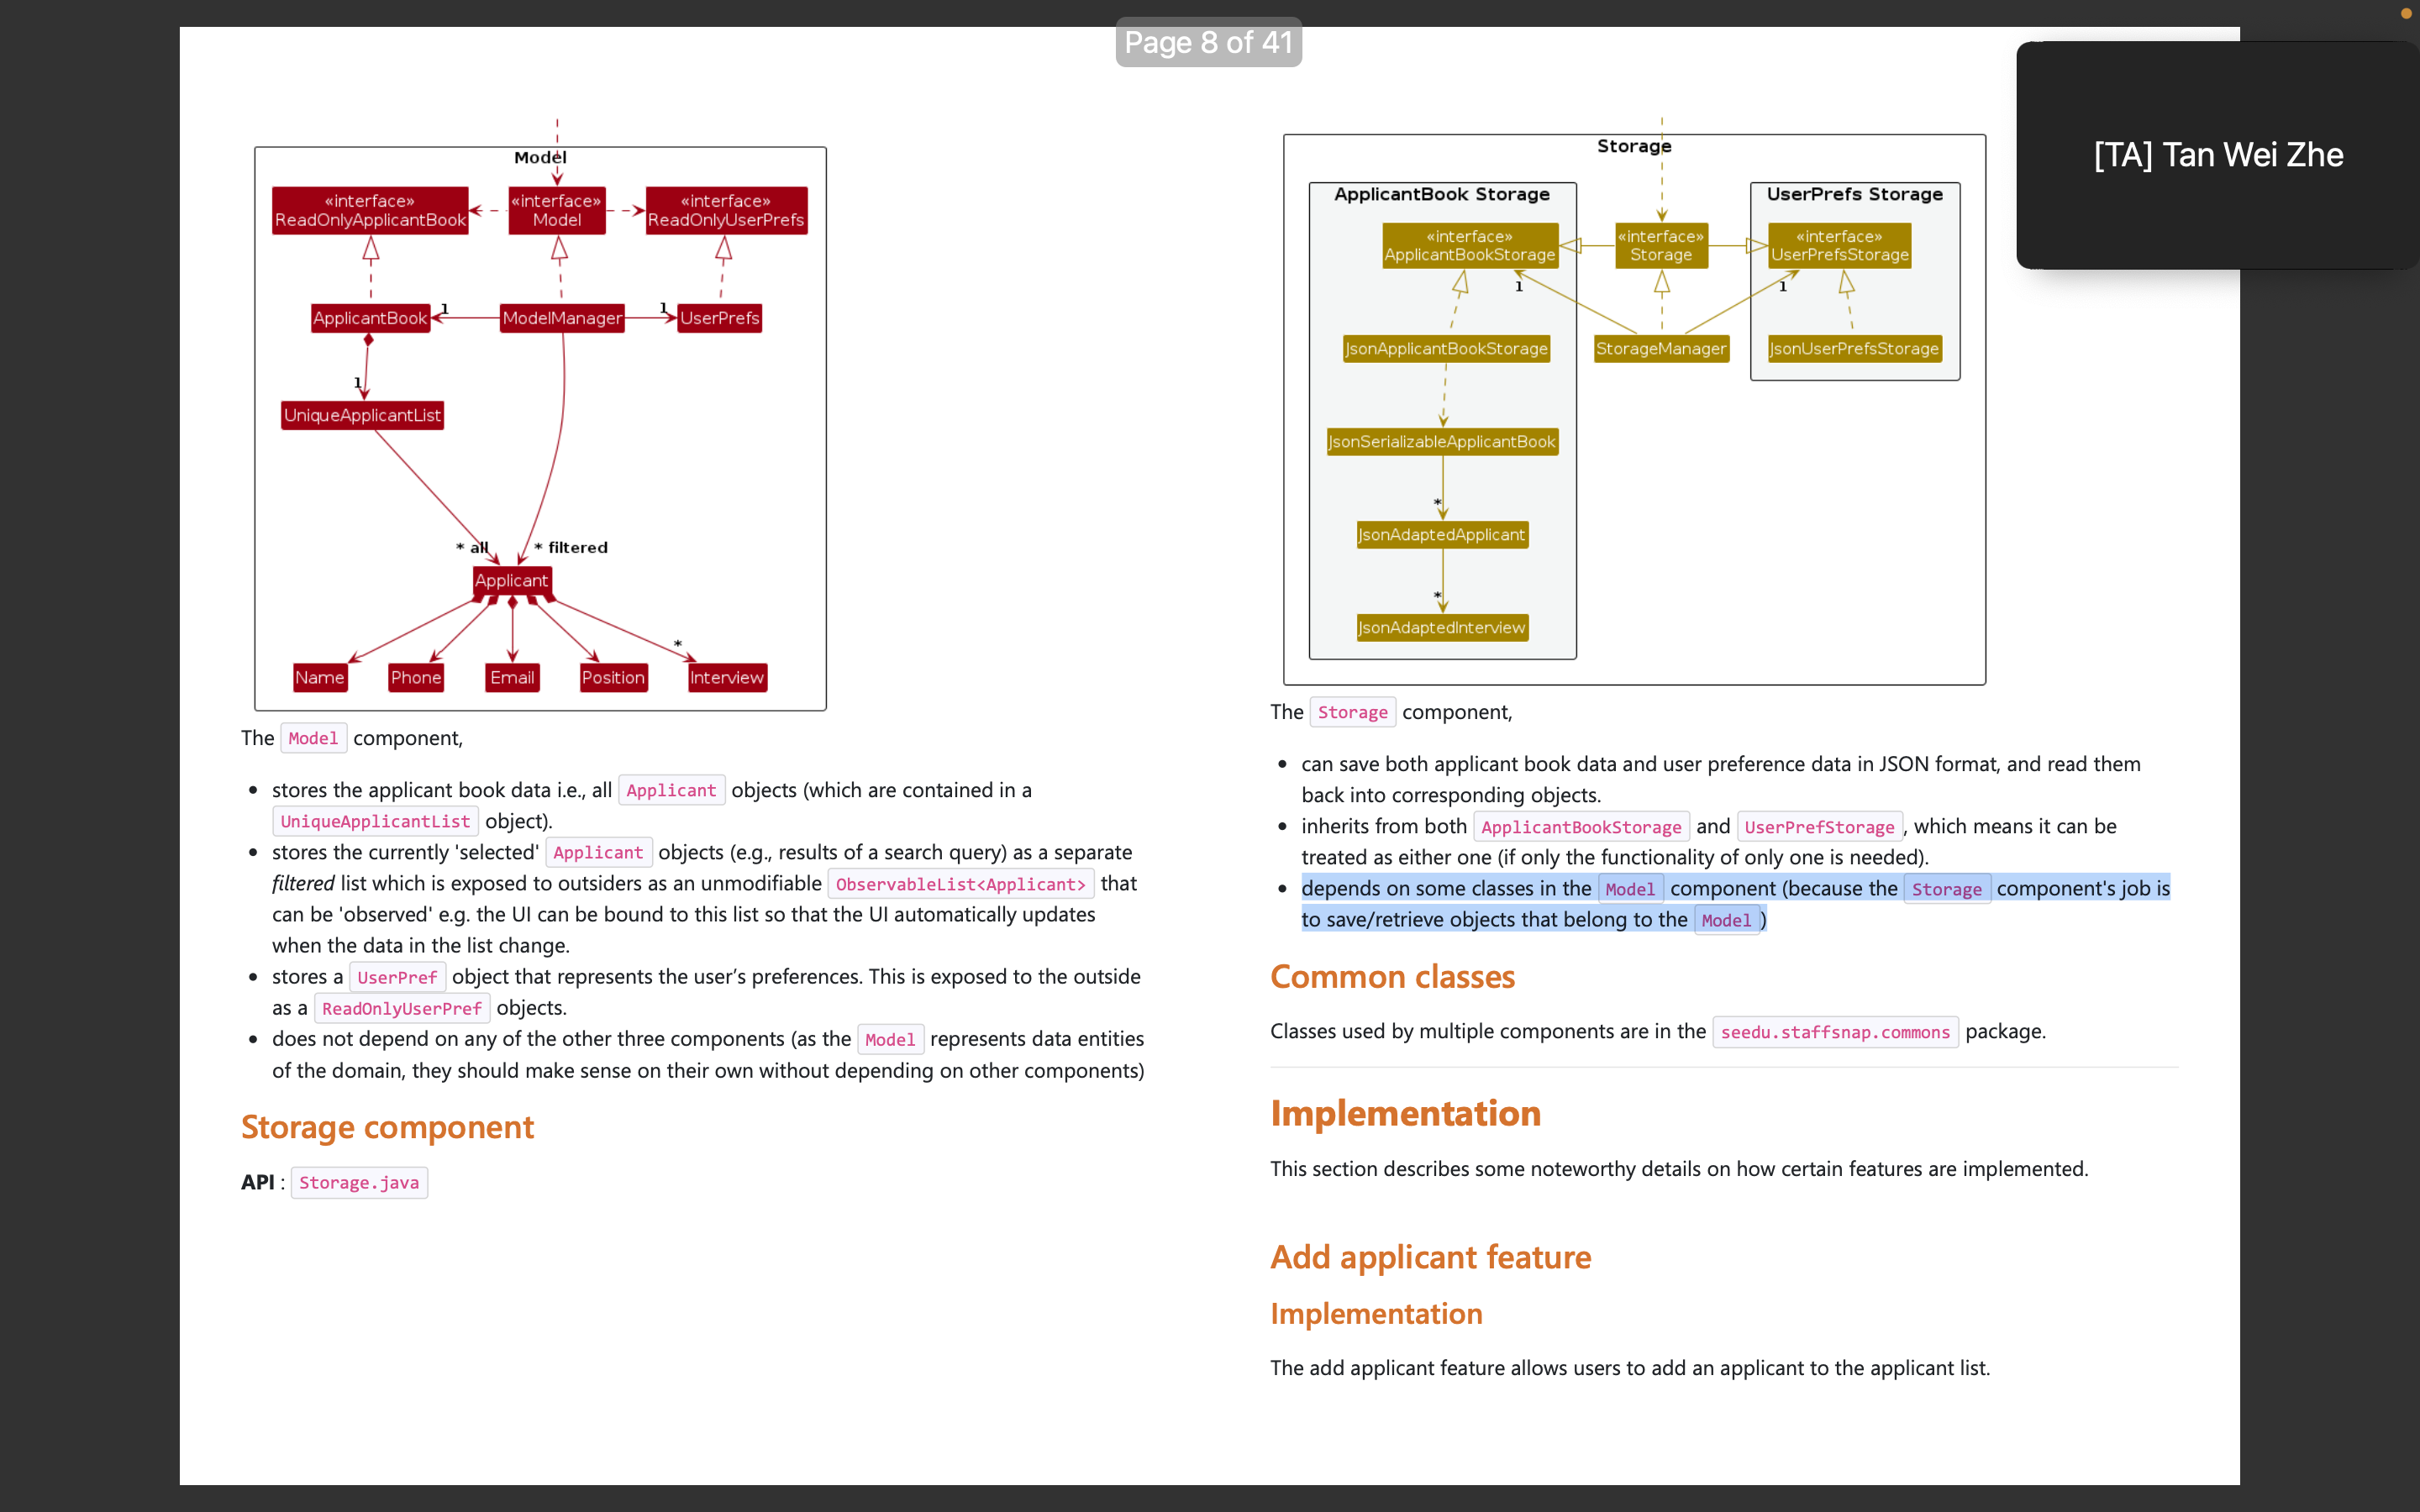 Page 8 of 41
[TA] Tan Wei Zhe
Model
«interface»
ReadOnlyApplicantBook
«interface»
Model
«interface»
ReadOnlyUserPrefs
ApplicantBook
1
ModelManager
1
UserPrefs
1
UniqueApplicantList
* all
* filtered
Applicant
*
Name
Phone
Email
Position
Interview
The Model component,
• stores the applicant book data i.e., all Applicant objects (which are contained in a
UniqueApplicantList object).
• stores the currently 'selected' Applicant objects (e.g., results of a search query) as a separate
filtered list which is exposed to outsiders as an unmodifiable ObservableList<Applicant> that
can be 'observed' e.g. the UI can be bound to this list so that the UI automatically updates
when the data in the list change.
• stores a UserPref object that represents the user’s preferences. This is exposed to the outside
as a ReadOnlyUserPref objects.
• does not depend on any of the other three components (as the Model represents data entities
of the domain, they should make sense on their own without depending on other components)
Storage component
API : Storage.java
Storage
ApplicantBook Storage
UserPrefs Storage
«interface»
ApplicantBookStorage
«interface»
Storage
«interface»
UserPrefsStorage
1
1
JsonApplicantBookStorage
StorageManager
JsonUserPrefsStorage
JsonSerializableApplicantBook
*
JsonAdaptedApplicant
*
JsonAdaptedInterview
The Storage component,
• can save both applicant book data and user preference data in JSON format, and read them
back into corresponding objects.
• inherits from both ApplicantBookStorage and UserPrefStorage, which means it can be
treated as either one (if only the functionality of only one is needed).
• depends on some classes in the Model component (because the Storage component's job is
to save/retrieve objects that belong to the Model)
Common classes
Classes used by multiple components are in the seedu.staffsnap.commons package.
Implementation
This section describes some noteworthy details on how certain features are implemented.
Add applicant feature
Implementation
The add applicant feature allows users to add an applicant to the applicant list.